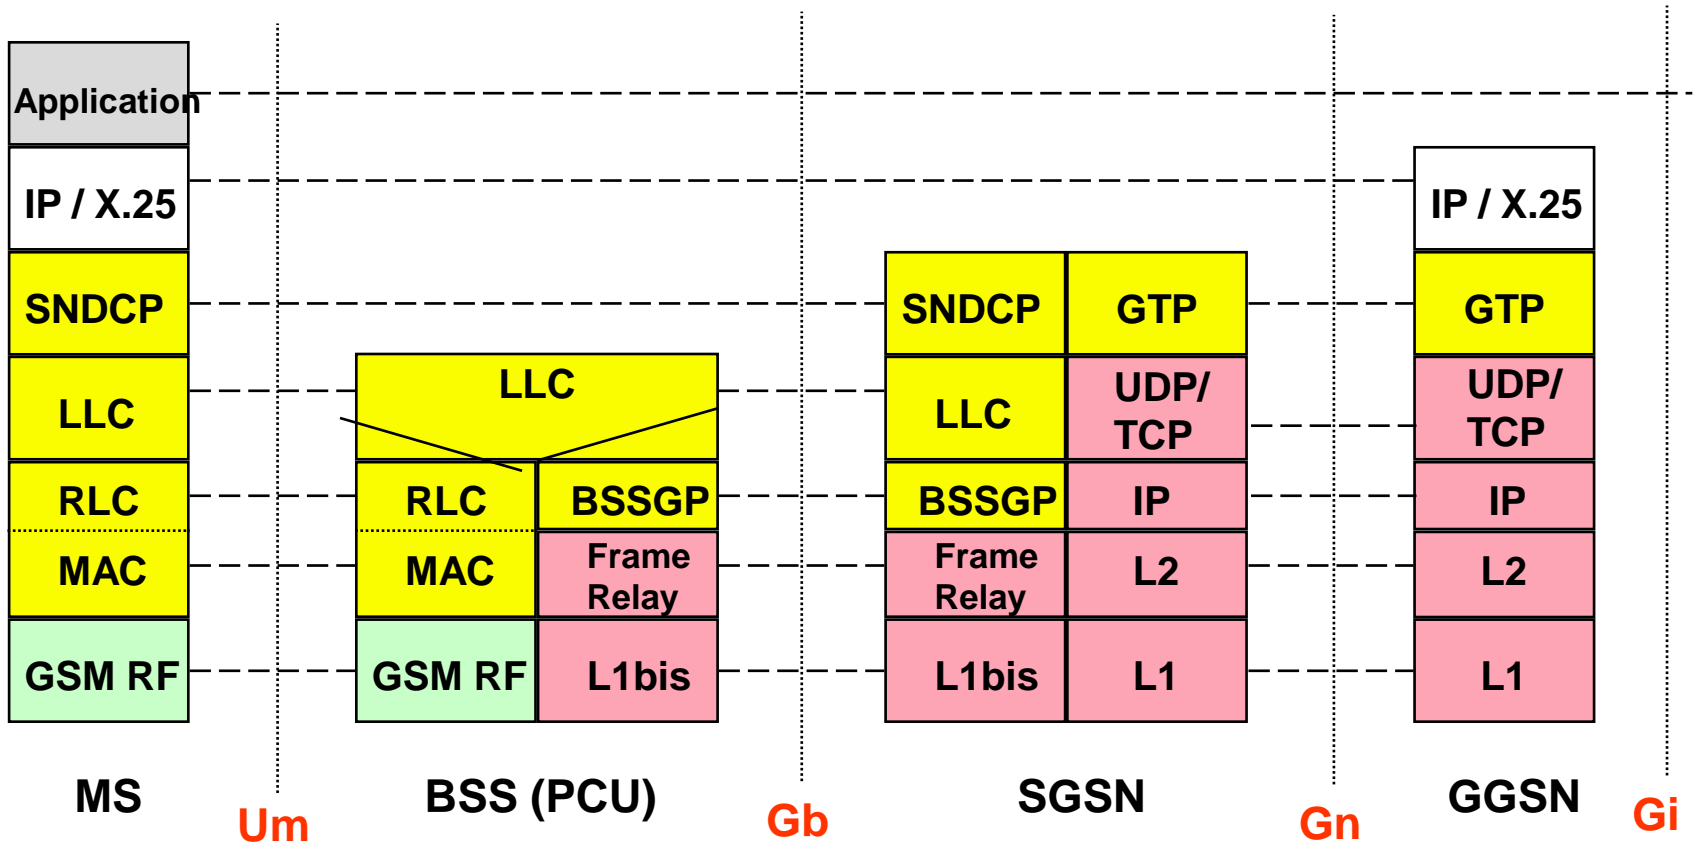 Application
IP / X.25
IP / X.25
SNDCP
SNDCP
GTP
GTP
LLC
LLC
LLC
UDP/
TCP
UDP/
TCP
RLC
RLC
BSSGP
BSSGP
IP
IP
MAC
MAC
Frame
Relay
Frame
Relay
L2
L2
GSM RF
GSM RF
L1bis
L1bis
L1
L1
MS
BSS (PCU)
SGSN
GGSN
Um
Gb
Gn
Gi